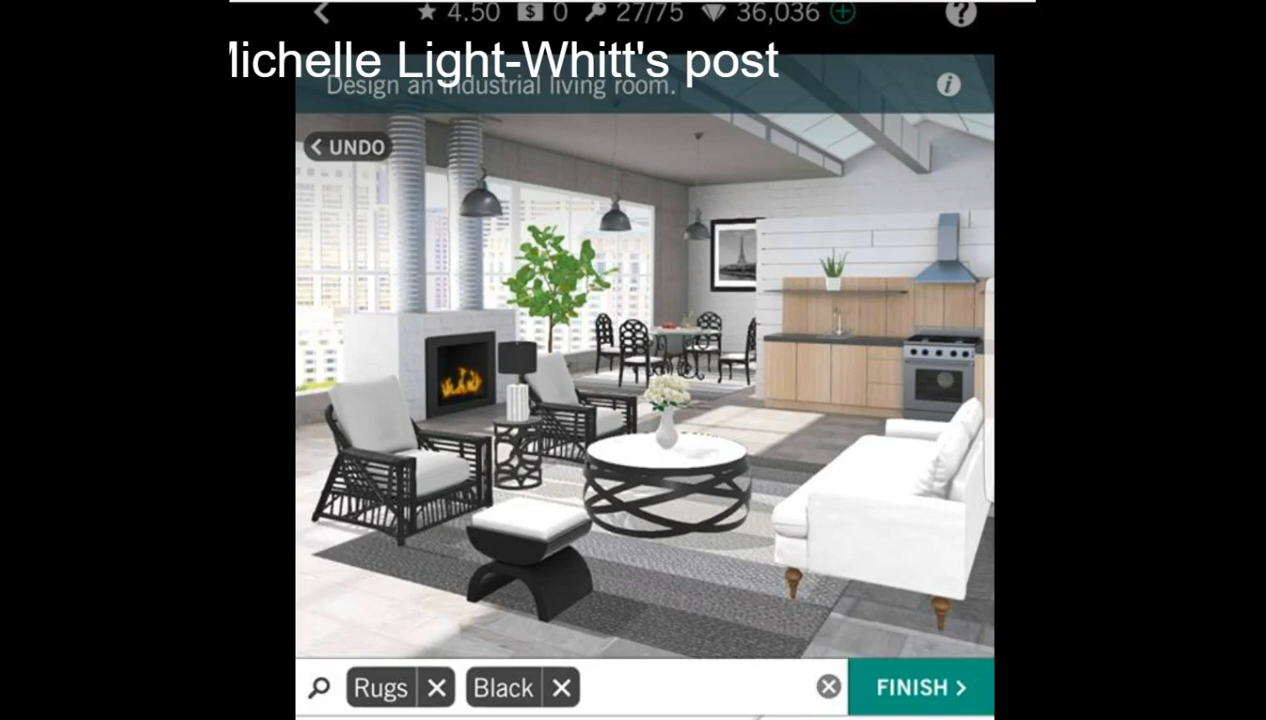 4.50 $ 0 27/75 36,036 + ?
Michelle Light-Whitt's post
Design an industrial living room. i
< UNDO
Rugs X Black X
FINISH >